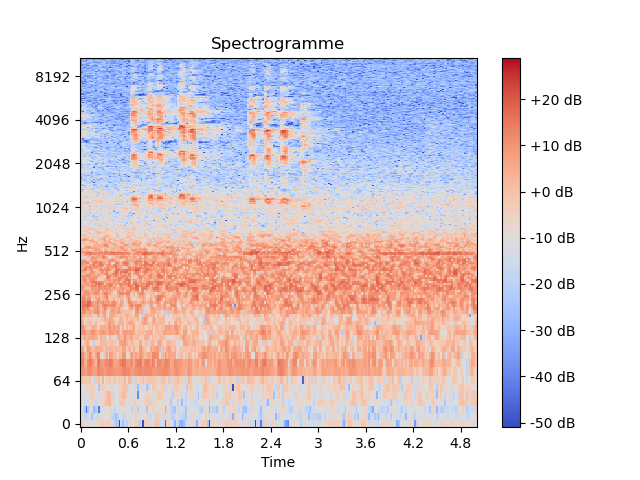 Spectrogramme
Hz
8192
4096
2048
1024
512
256
128
64
0
0 0.6 1.2 1.8 2.4 3 3.6 4.2 4.8
Time
+20 dB
+10 dB
+0 dB
-10 dB
-20 dB
-30 dB
-40 dB
-50 dB